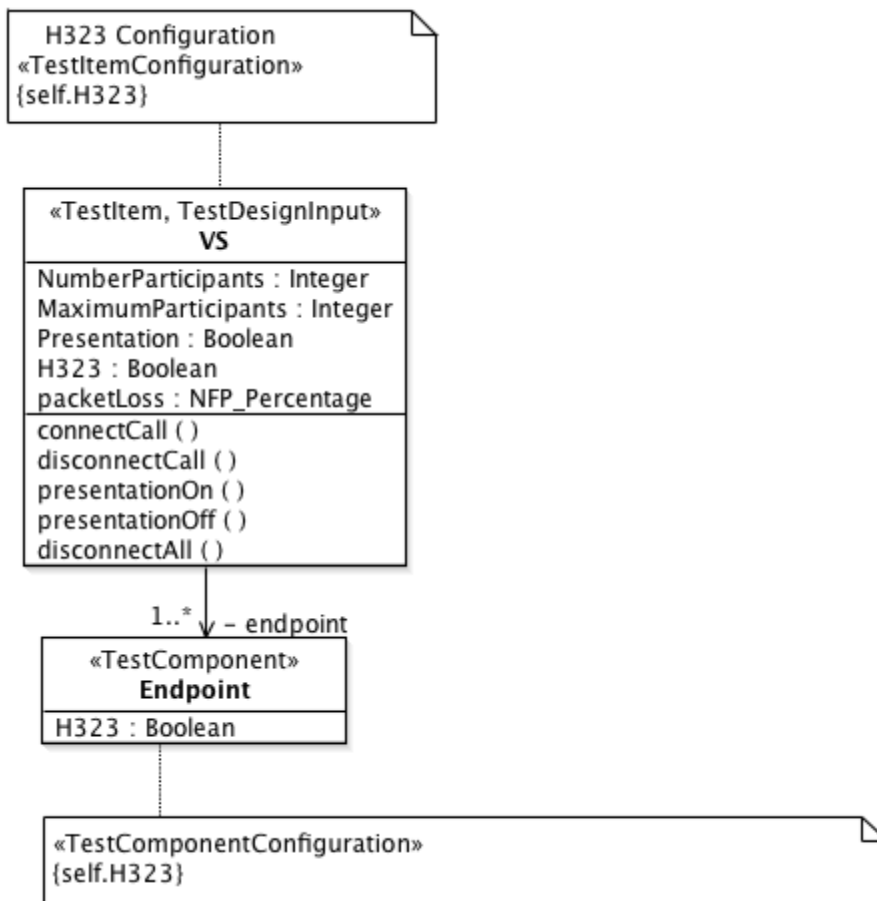 H323 Configuration
«TestItemConfiguration»
{self.H323}
«TestItem, TestDesignInput»
VS
NumberParticipants : Integer
MaximumParticipants : Integer
Presentation : Boolean
H323 : Boolean
packetLoss : NFP_Percentage
connectCall ( )
disconnectCall ( )
presentationOn ( )
presentationOff ( )
disconnectAll ( )
1..* – endpoint
«TestComponent»
Endpoint
H323 : Boolean
«TestComponentConfiguration»
{self.H323}